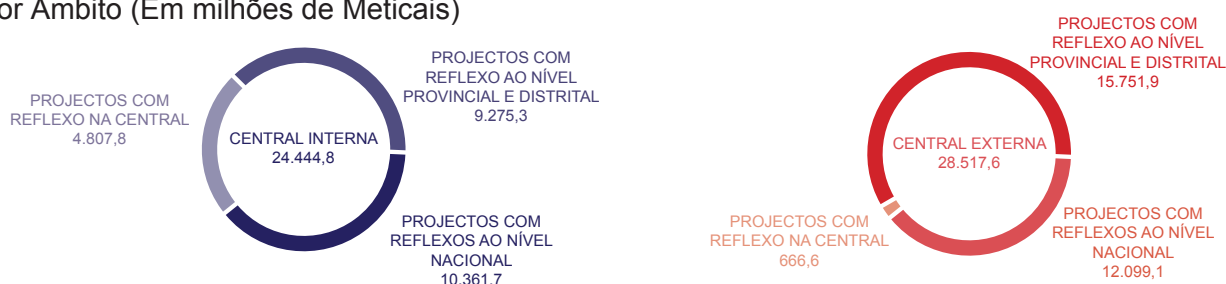 or Âmbito (Em milhões de Meticais)
PROJECTOS COM
REFLEXO NA CENTRAL
4.807,8
CENTRAL INTERNA
24.444,8
PROJECTOS COM
REFLEXO AO NÍVEL
PROVINCIAL E DISTRITAL
9.275,3
PROJECTOS COM
REFLEXOS AO NÍVEL
NACIONAL
10.361,7
PROJECTOS COM
REFLEXO AO NÍVEL
PROVINCIAL E DISTRITAL
15.751,9
CENTRAL EXTERNA
28.517,6
PROJECTOS COM
REFLEXO NA CENTRAL
666,6
PROJECTOS COM
REFLEXOS AO NÍVEL
NACIONAL
12.099,1